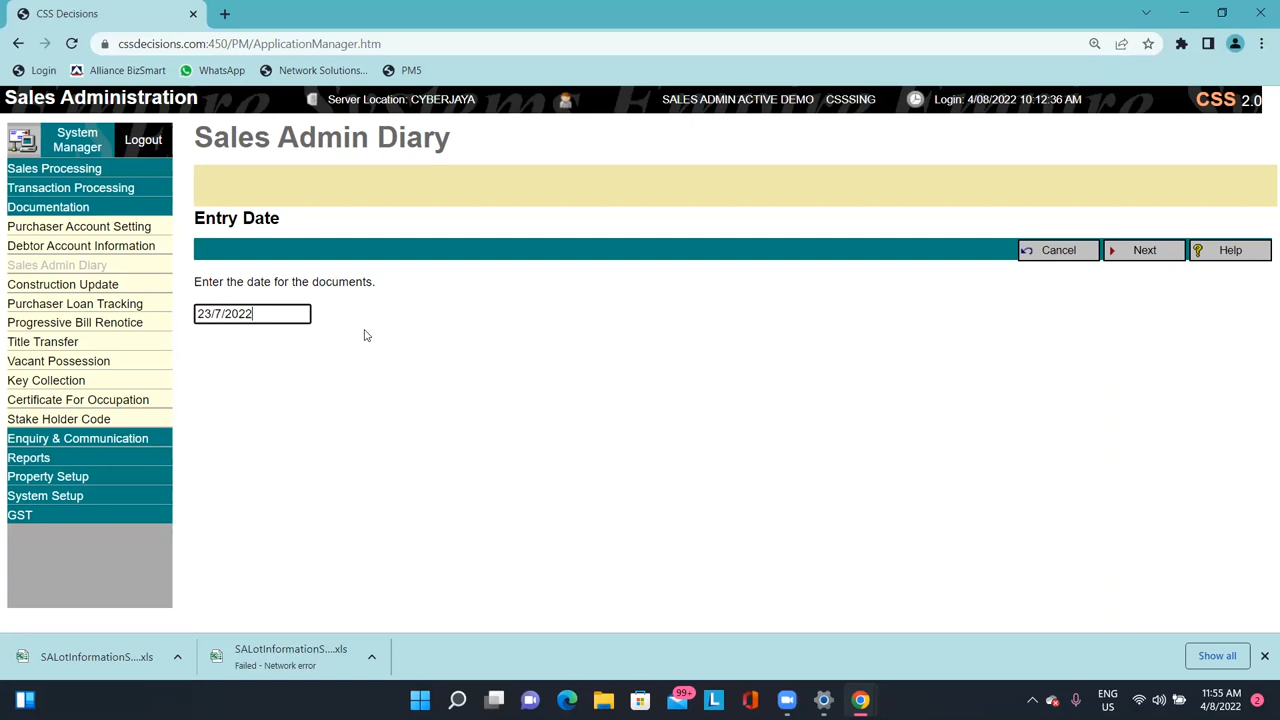 CSS Decisions
cssdecisions.com:450/PM/ApplicationManager.htm
Login
Alliance BizSmart
WhatsApp
Network Solutions...
PM5
Sales Administration
Server Location: CYBERJAYA
SALES ADMIN ACTIVE DEMO CSSSING
Login: 4/08/2022 10:12:36 AM
CSS 2.0
System
Manager
Logout
Sales Admin Diary
Sales Processing
Transaction Processing
Documentation
Purchaser Account Setting
Debtor Account Information
Sales Admin Diary
Construction Update
Purchaser Loan Tracking
Progressive Bill Renotice
Title Transfer
Vacant Possession
Key Collection
Certificate For Occupation
Stake Holder Code
Enquiry & Communication
Reports
Property Setup
System Setup
GST
Entry Date
Cancel
Next
? Help
Enter the date for the documents.
23/7/2022
SALotInformationS....xls
SALotInformationS....xls
Failed - Network error
Show all
99+
L
ENG
US
11:55 AM
4/8/2022
2